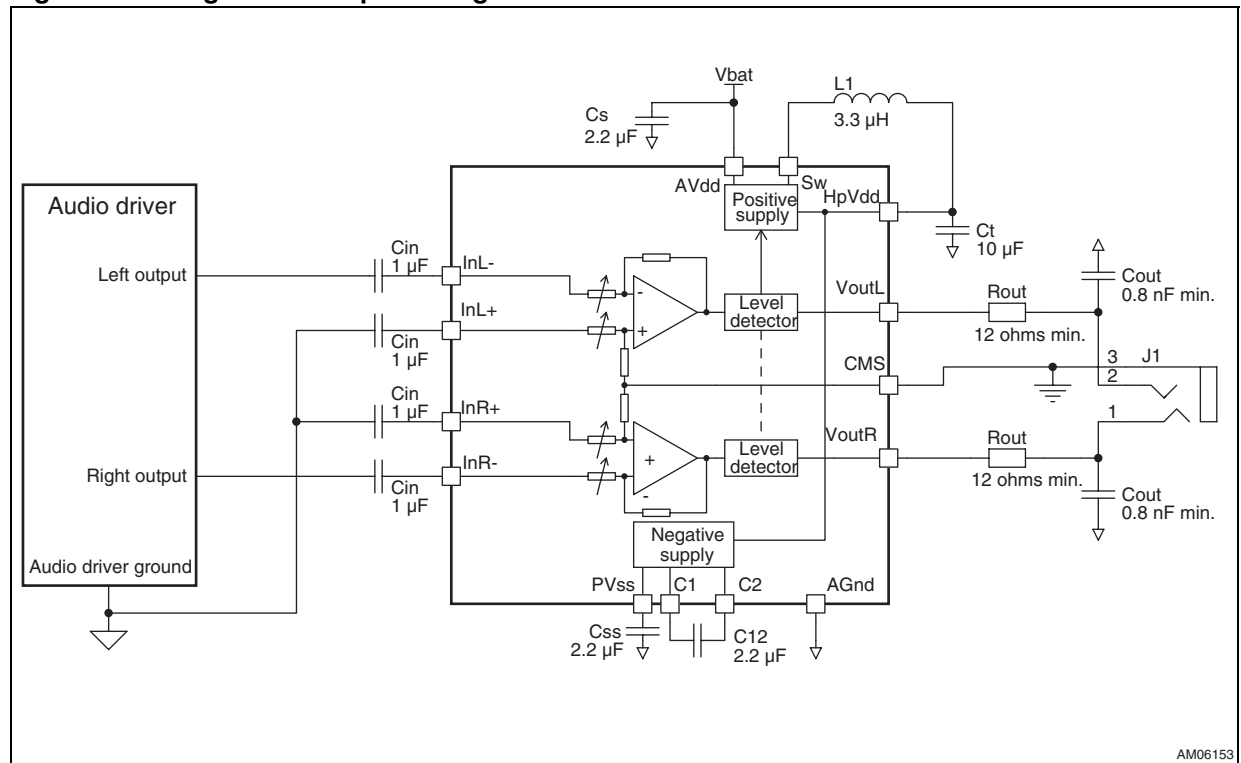 Vbat
L1
3.3 µH
Cs
2.2 µF
AVdd
Sw
HpVdd
Positive
supply
Ct
10 µF
Audio driver
Left output
Cin
1 µF
InL-
-
+
Level
detector
VoutL
Rout
12 ohms min.
Cout
0.8 nF min.
InL+
Cin
1 µF
CMS
3
J1
2
1
Cin
1 µF
InR+
+
-
Level
detector
VoutR
Rout
12 ohms min.
Cout
0.8 nF min.
Right output
Cin
1 µF
InR-
Negative
supply
Audio driver ground
PVss
C1
C2
AGnd
Css
2.2 µF
C12
2.2 µF
AM06153